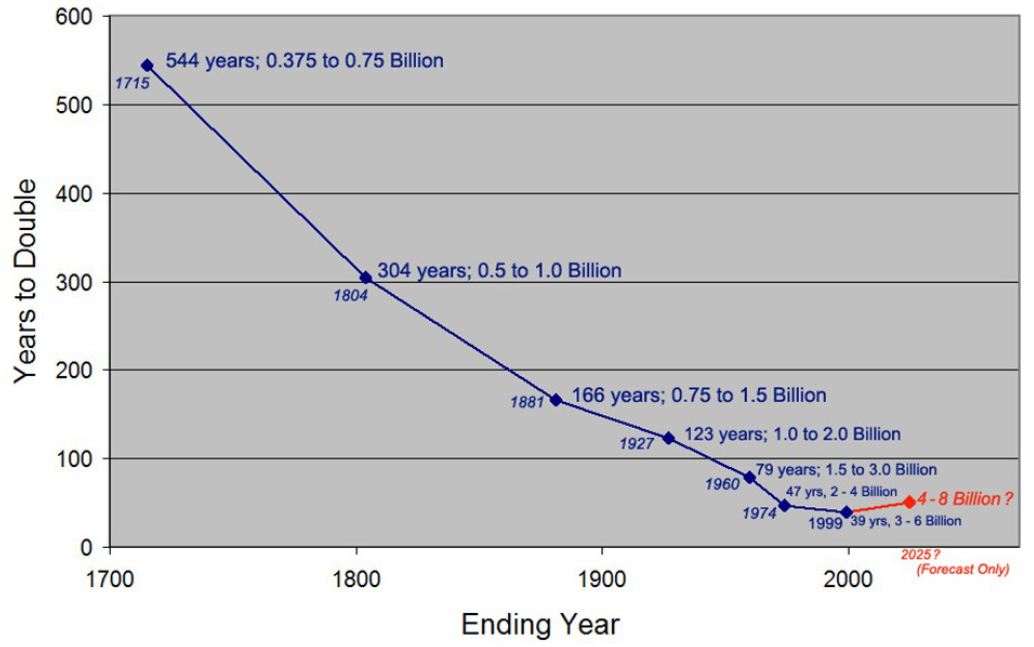 600
544 years; 0.375 to 0.75 Billion
1715
500
400
300
304 years; 0.5 to 1.0 Billion
1804
200
166 years; 0.75 to 1.5 Billion
1881
123 years; 1.0 to 2.0 Billion
1927
100
79 years; 1.5 to 3.0 Billion
1960
47 yrs, 2 - 4 Billion
1974
4 - 8 Billion ?
1999
39 yrs, 3 - 6 Billion
0
2025 ?
(Forecast Only)
1700
1800
1900
2000
Years to Double
Ending Year